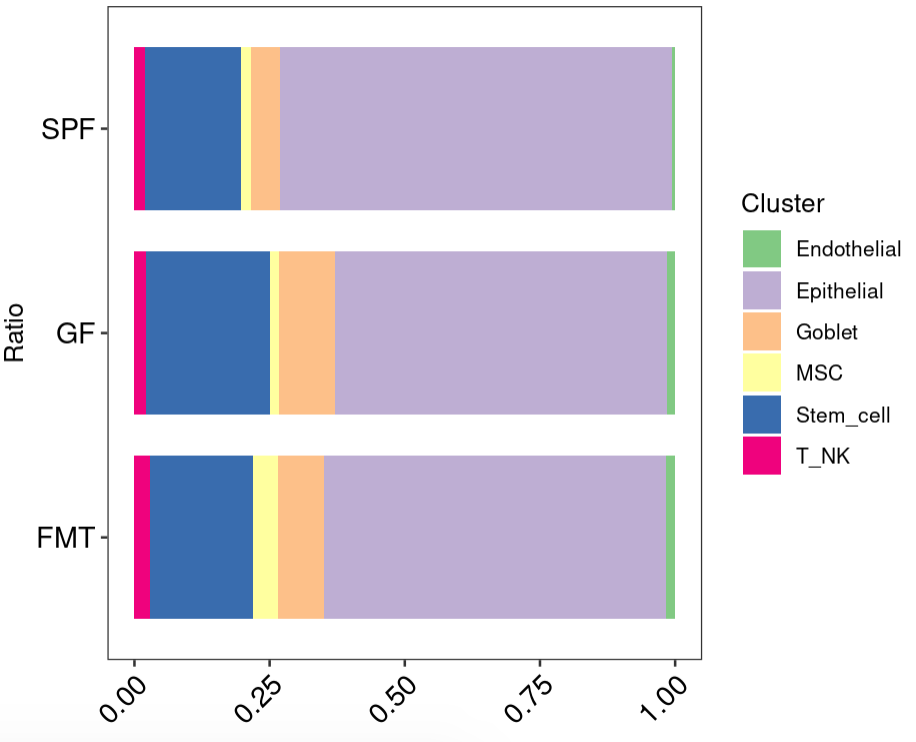 SPF
GF
FMT
Ratio
0.00
0.25
0.50
0.75
1.00
Cluster
Endothelial
Epithelial
Goblet
MSC
Stem_cell
T_NK